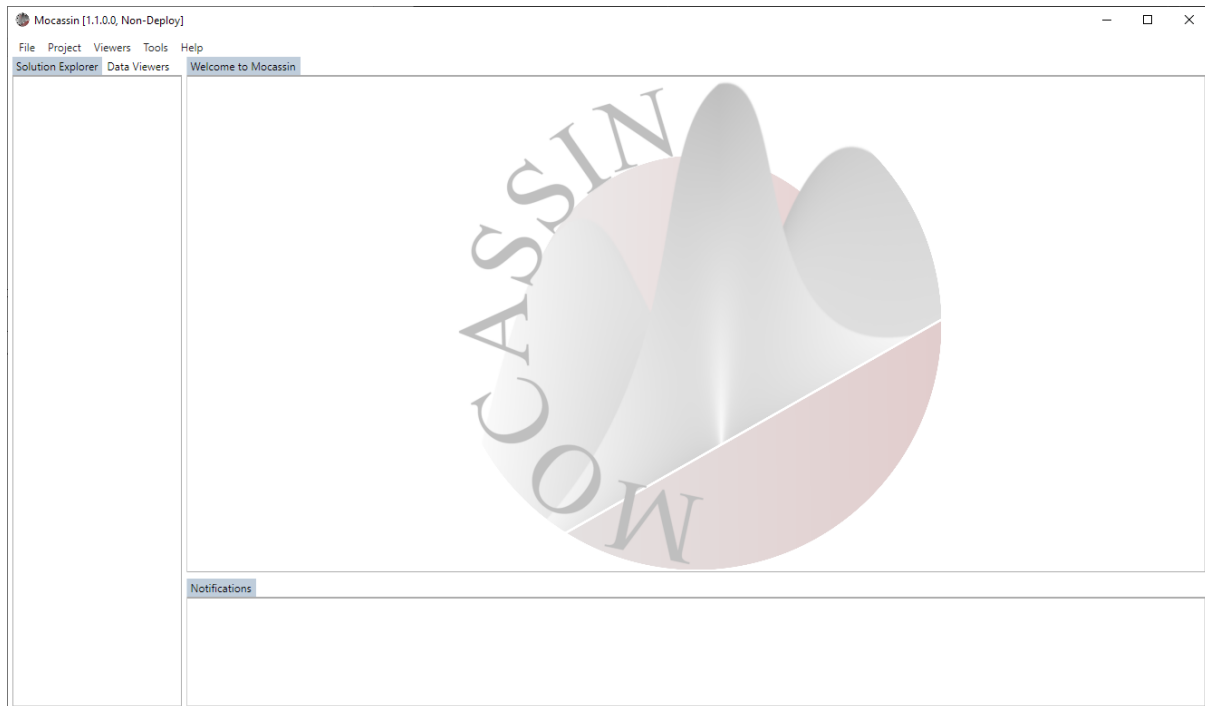 Mocassin [1.1.0.0, Non-Deploy]
File Project Viewers Tools Help
Solution Explorer Data Viewers Welcome to Mocassin
MOCASSIN
Notifications